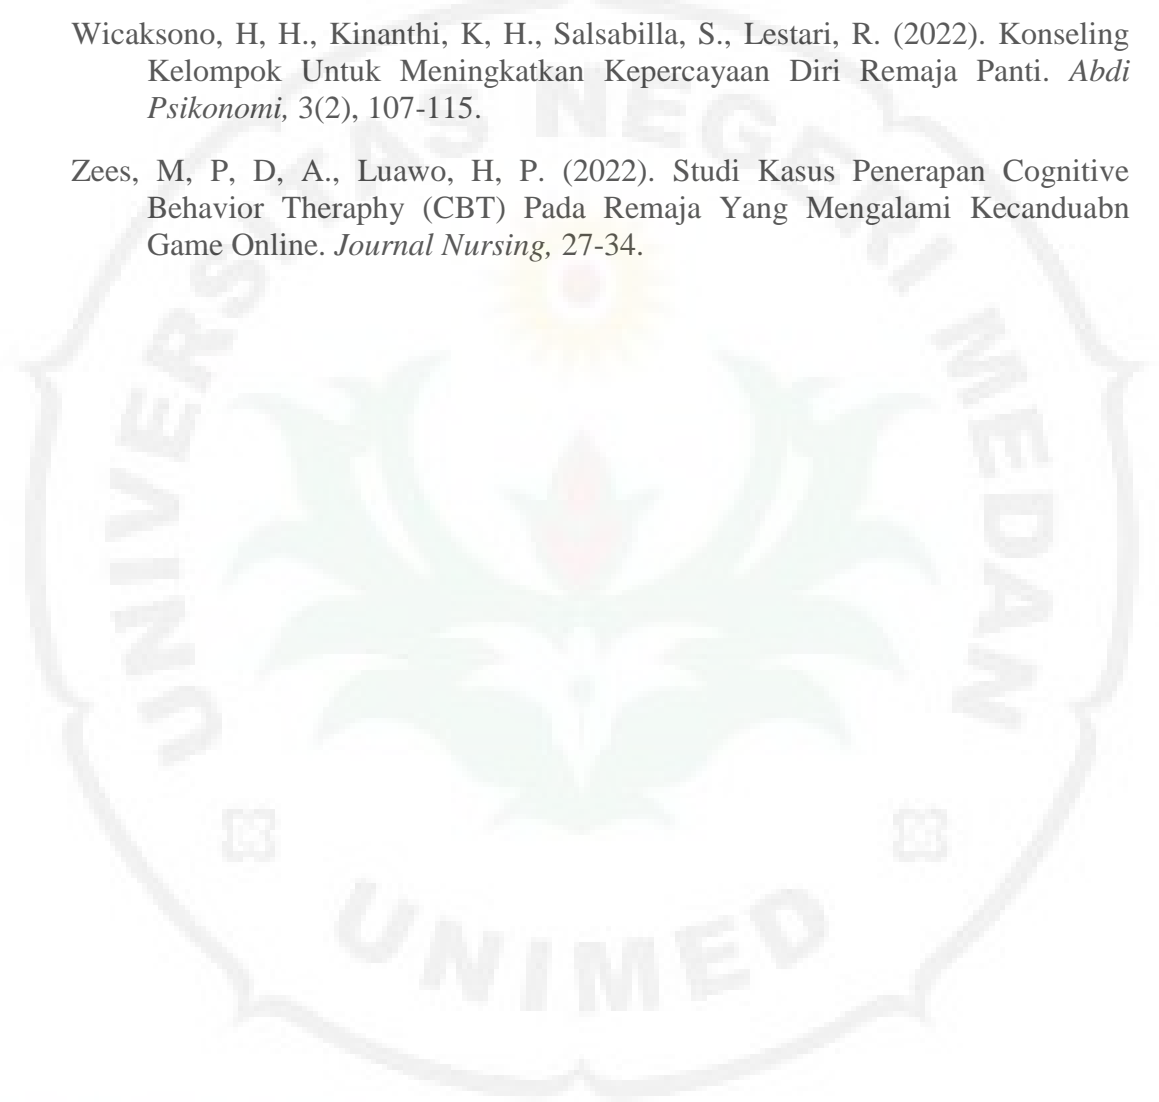 Wicaksono, H, H., Kinanthi, K, H., Salsabilla, S., Lestari, R. (2022). Konseling
Kelompok Untuk Meningkatkan Kepercayaan Diri Remaja Panti. Abdi
Psikonomi, 3(2), 107-115.
Zees, M, P, D, A., Luawo, H, P. (2022). Studi Kasus Penerapan Cognitive
Behavior Theraphy (CBT) Pada Remaja Yang Mengalami Kecanduabn
Game Online. Journal Nursing, 27-34.
UNIVERSITAS NEGERI MEDAN
UNIMED